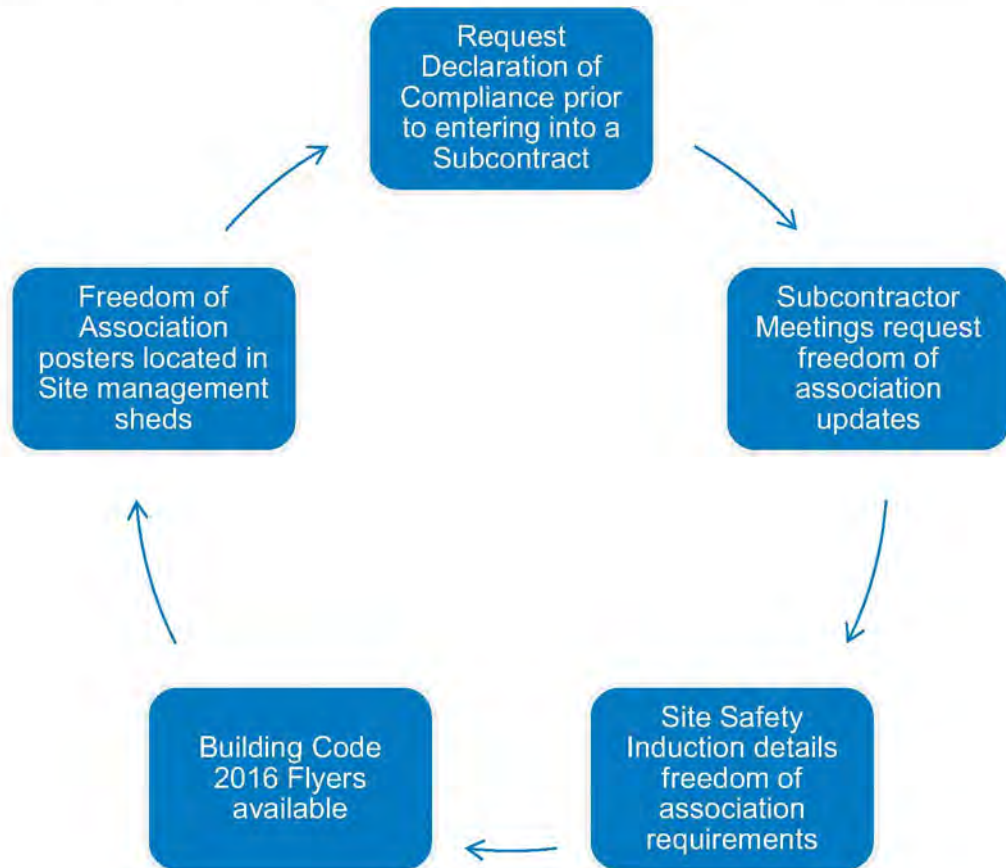 Request
Declaration of
Compliance prior
to entering into a
Subcontract
Subcontractor
Meetings request
freedom of
association
updates
Site Safety
Induction details
freedom of
association
requirements
Building Code
2016 Flyers
available
Freedom of
Association
posters located in
Site management
sheds